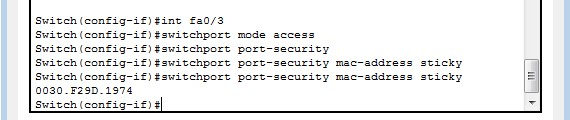 Switch(config-if)#int fa0/3
Switch(config-if)#switchport mode access
Switch(config-if)#switchport port-security
Switch(config-if)#switchport port-security mac-address sticky
Switch(config-if)#switchport port-security mac-address sticky
0030.F29D.1974
Switch(config-if)#